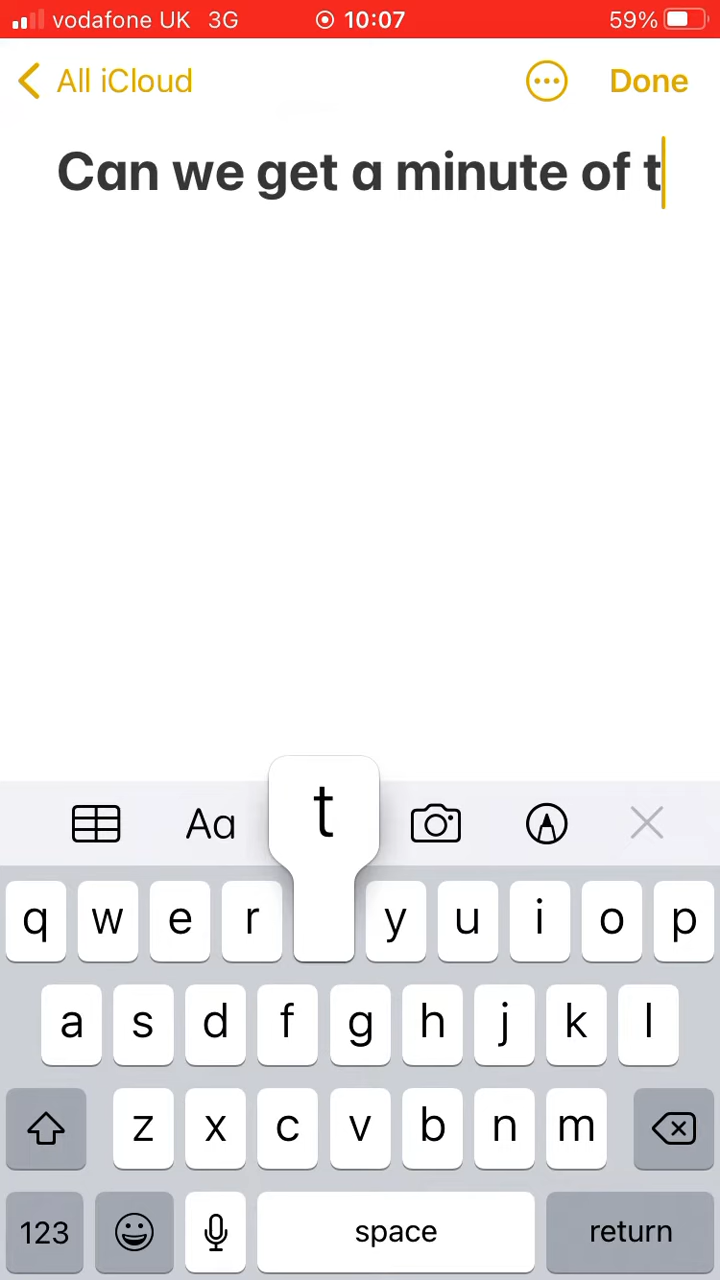 vodafone UK 3G 10:07 59%
All iCloud Done
Can we get a minute of t
Aa t
q w e r y u i o p
a s d f g h j k l
z x c v b n m
123 space return